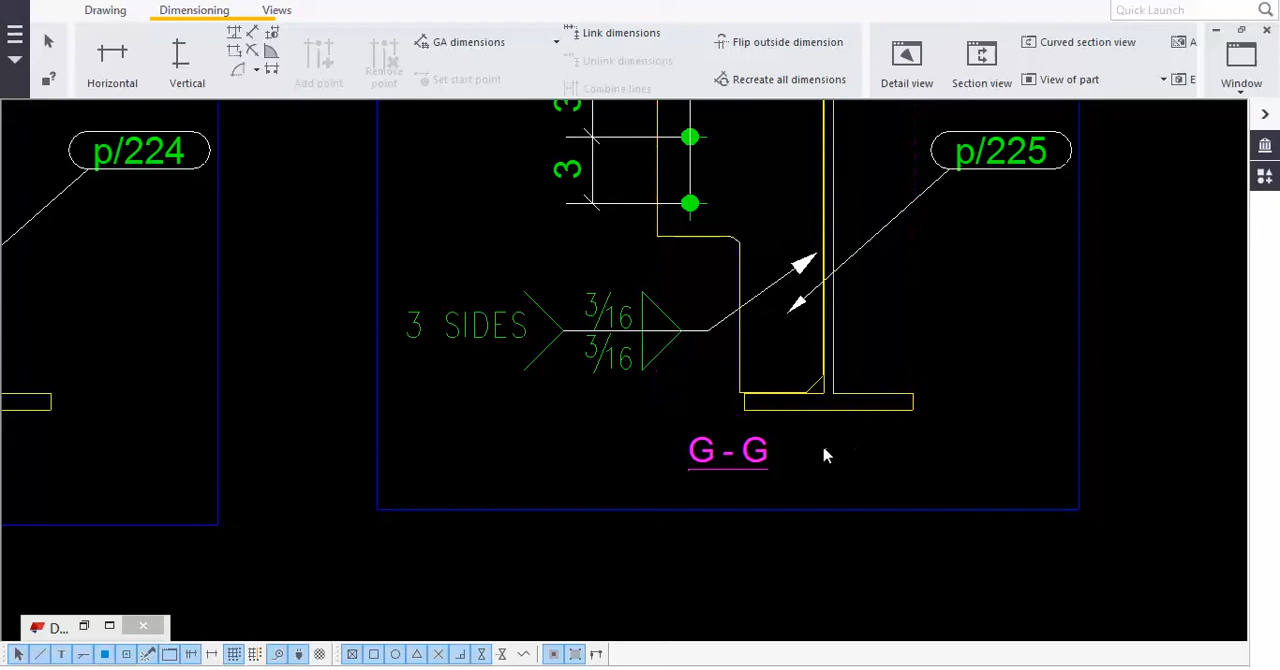 Drawing
Dimensioning
Views
Quick Launch
Horizontal
Vertical
Add point
Remove point
GA dimensions
Set start point
Link dimensions
Unlink dimensions
Combine lines
Flip outside dimension
Recreate all dimensions
Detail view
Section view
Curved section view
View of part
A
E
Window
p/224
3
3
p/225
3 SIDES
3/16
3/16
G - G
D...